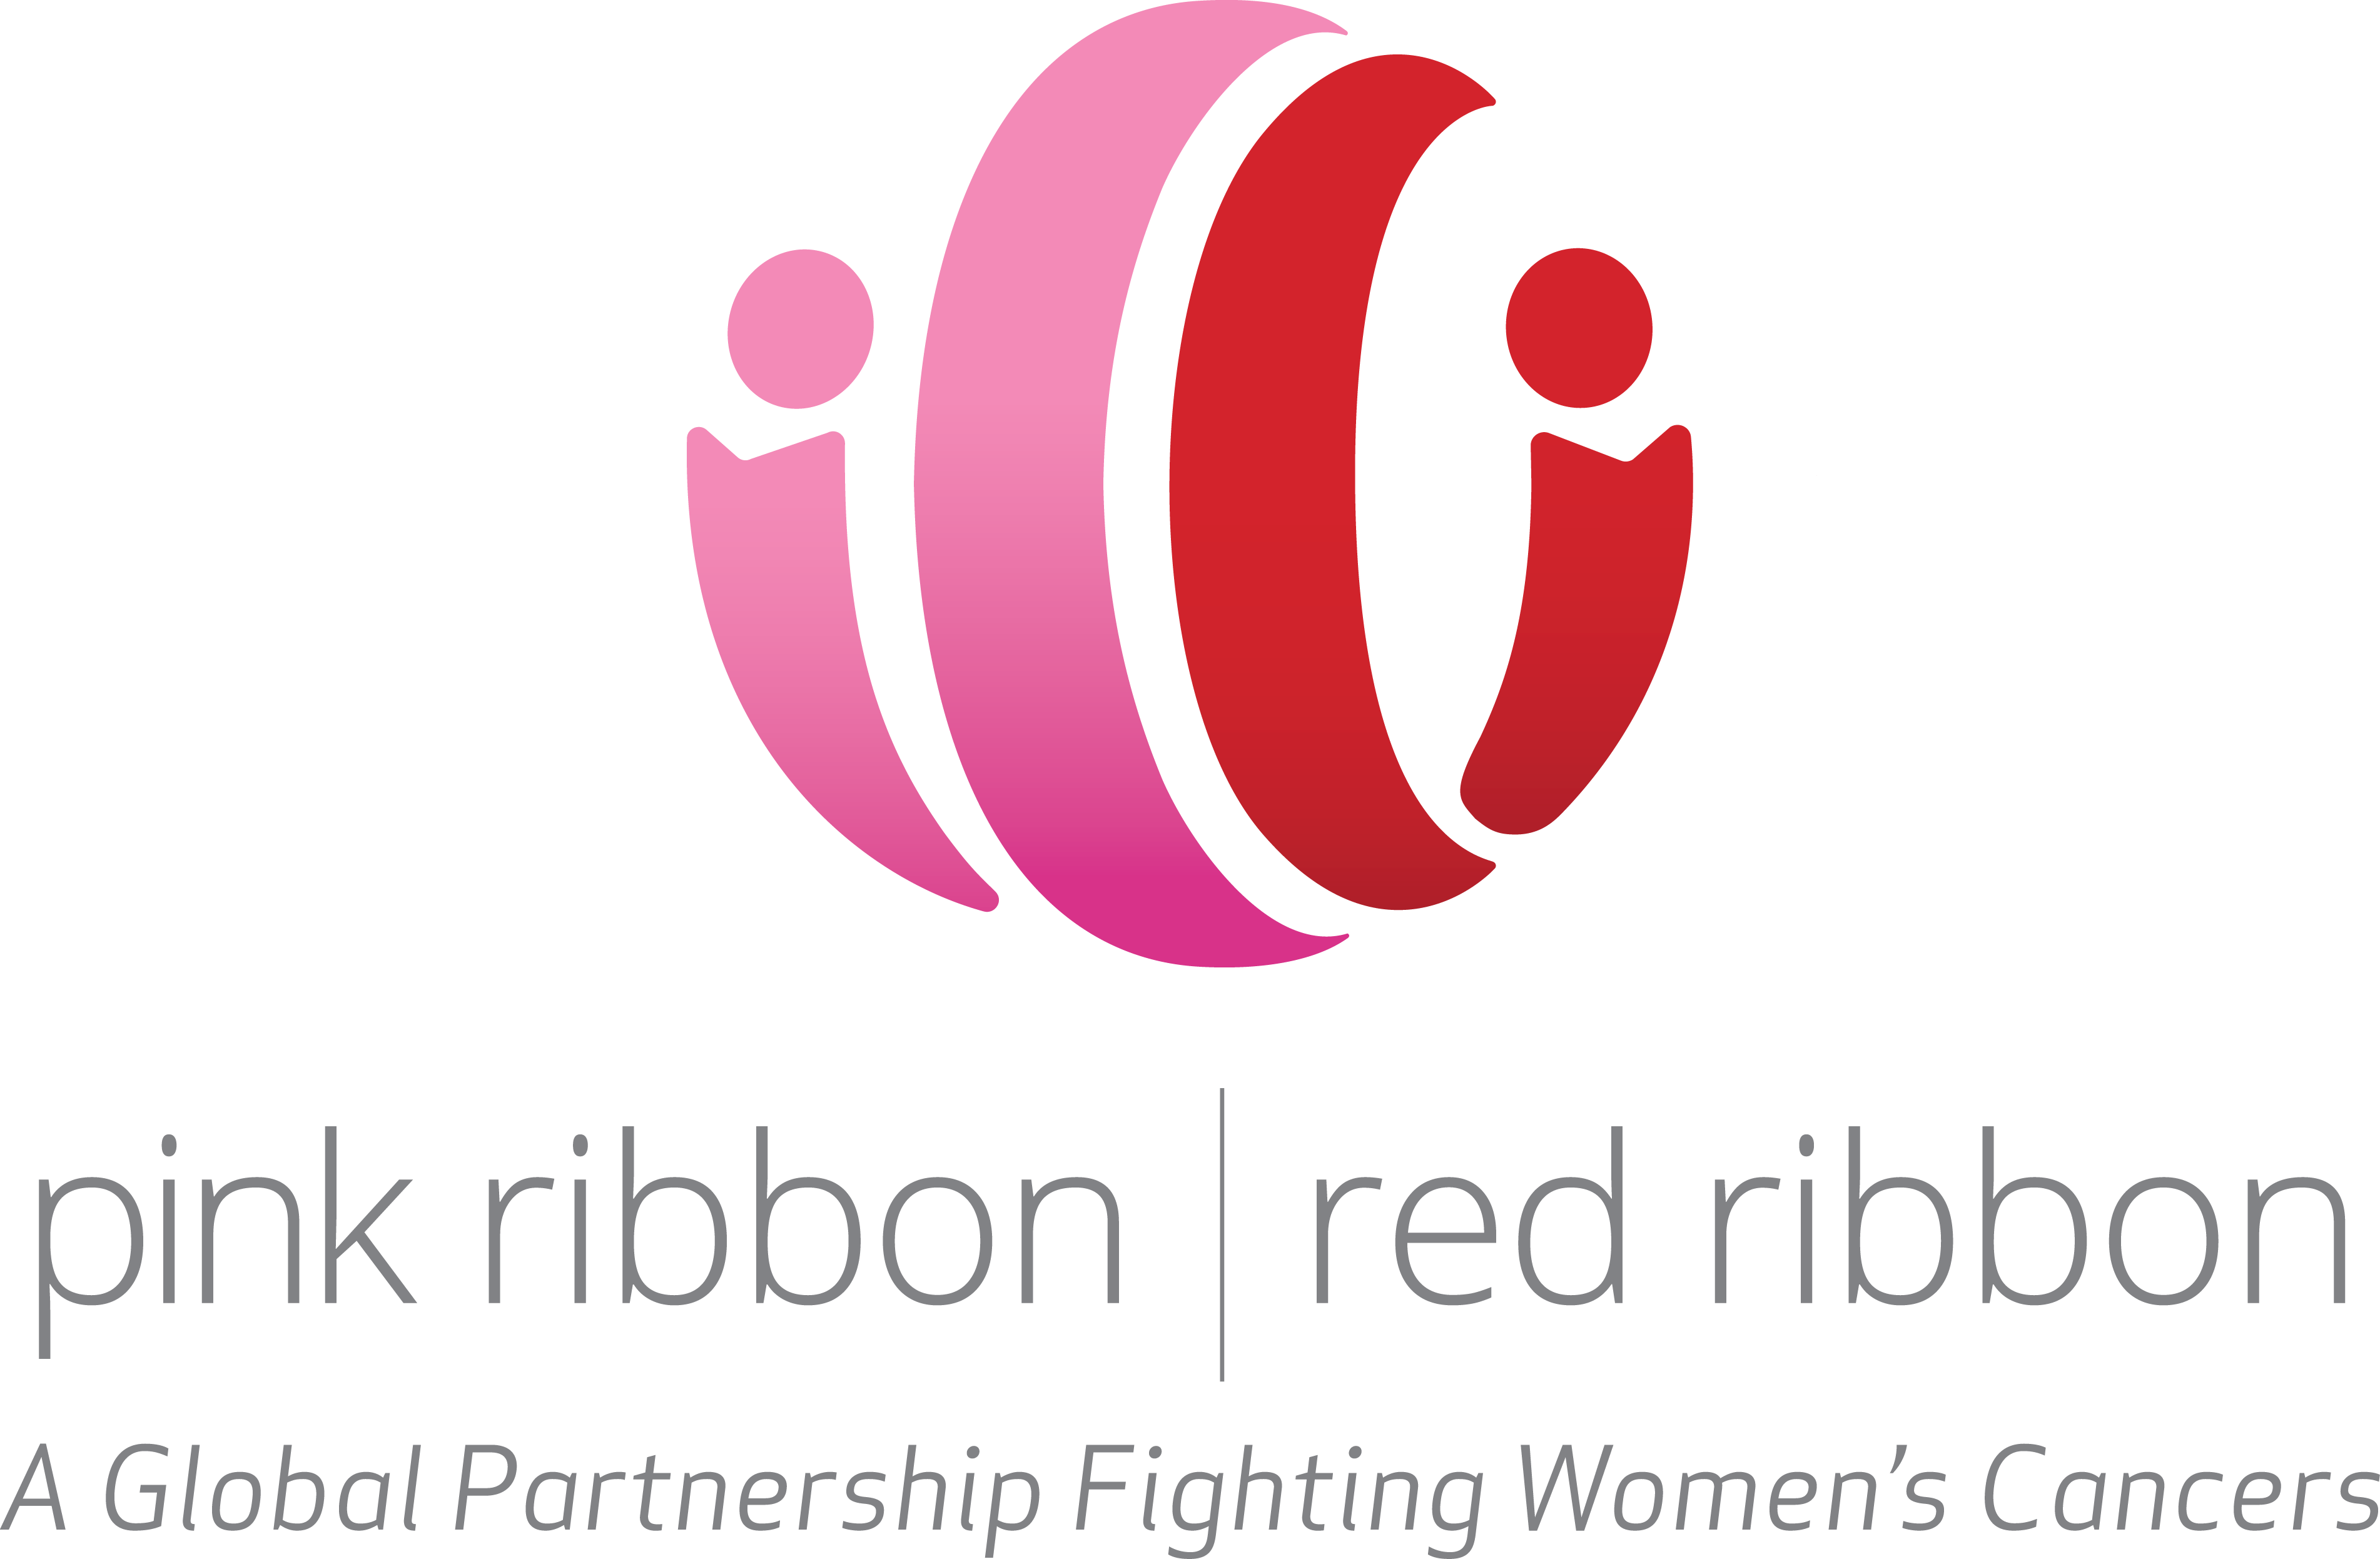 pink ribbon | red ribbon
A Global Partnership Fighting Women’s Cancers